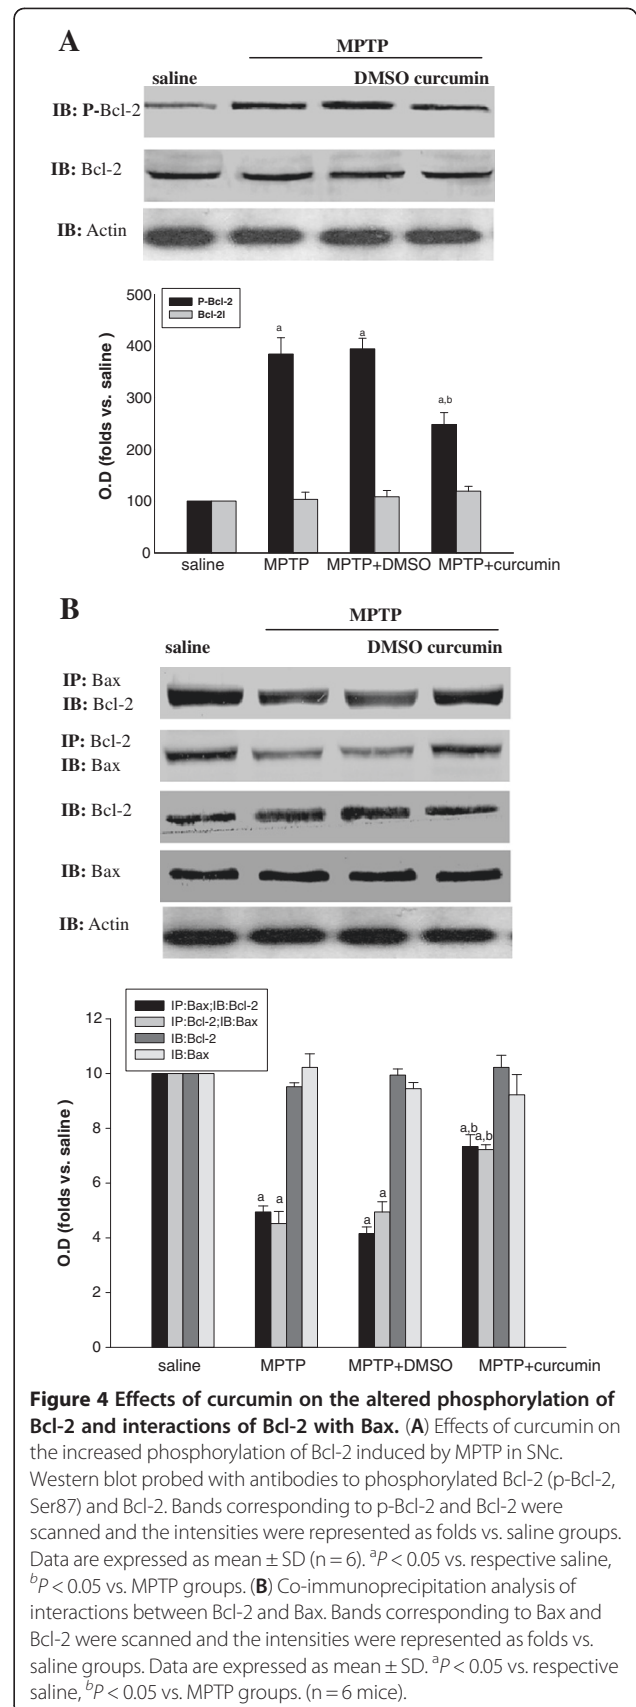 A
MPTP
saline
DMSO curcumin
IB: P-Bcl-2
IB: Bcl-2
IB: Actin
500
400
300
200
100
0
O.D (folds vs. saline )
P-Bcl-2
Bcl-2l
a
a
a,b
saline MPTP MPTP+DMSO MPTP+curcumin
B
MPTP
saline
DMSO curcumin
IP: Bax
IB: Bcl-2
IP: Bcl-2
IB: Bax
IB: Bcl-2
IB: Bax
IB: Actin
12
10
8
6
4
2
0
O.D (folds vs. saline )
IP:Bax;IB:Bcl-2
IP:Bcl-2;IB:Bax
IB:Bcl-2
IB:Bax
a a
a a
a,b a,b
saline MPTP MPTP+DMSO MPTP+curcumin
Figure 4 Effects of curcumin on the altered phosphorylation of
Bcl-2 and interactions of Bcl-2 with Bax. (A) Effects of curcumin on
the increased phosphorylation of Bcl-2 induced by MPTP in SNc.
Western blot probed with antibodies to phosphorylated Bcl-2 (p-Bcl-2,
Ser87) and Bcl-2. Bands corresponding to p-Bcl-2 and Bcl-2 were
scanned and the intensities were represented as folds vs. saline groups.
Data are expressed as mean ± SD (n = 6). aP < 0.05 vs. respective saline,
bP < 0.05 vs. MPTP groups. (B) Co-immunoprecipitation analysis of
interactions between Bcl-2 and Bax. Bands corresponding to Bax and
Bcl-2 were scanned and the intensities were represented as folds vs.
saline groups. Data are expressed as mean ± SD. aP < 0.05 vs. respective
saline, bP < 0.05 vs. MPTP groups. (n = 6 mice).